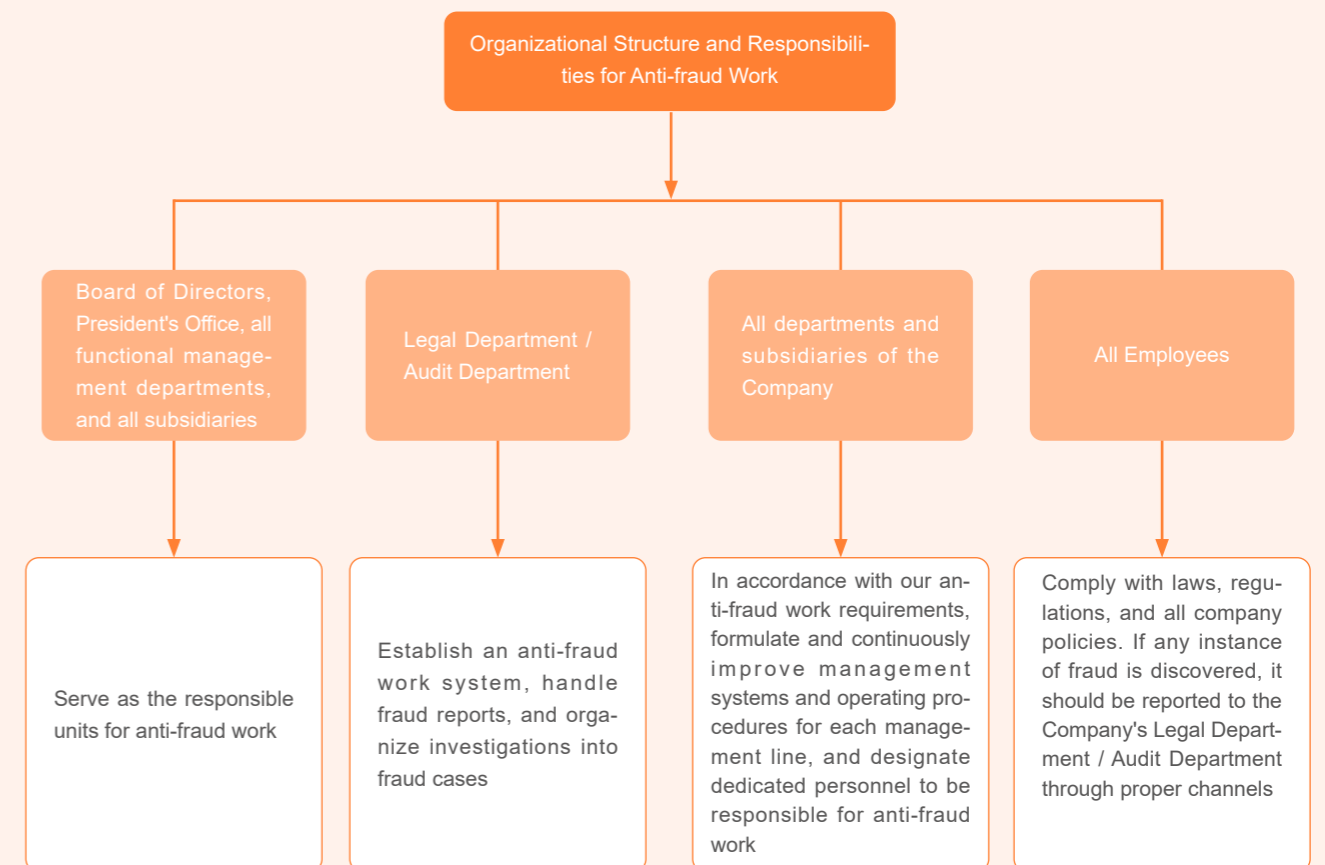 Organizational Structure and Responsibili-
ties for Anti-fraud Work
Board of Directors,
President's Office, all
functional manage-
ment departments,
and all subsidiaries
Legal Department /
Audit Department
All departments and
subsidiaries of the
Company
All Employees
Serve as the responsible
units for anti-fraud work
Establish an anti-fraud
work system, handle
fraud reports, and orga-
nize investigations into
fraud cases
In accordance with our an-
ti-fraud work requirements,
formulate and continuously
improve management
systems and operating pro-
cedures for each manage-
ment line, and designate
dedicated personnel to be
responsible for anti-fraud
work
Comply with laws, regu-
lations, and all company
policies. If any instance
of fraud is discovered, it
should be reported to the
Company's Legal Depart-
ment / Audit Department
through proper channels